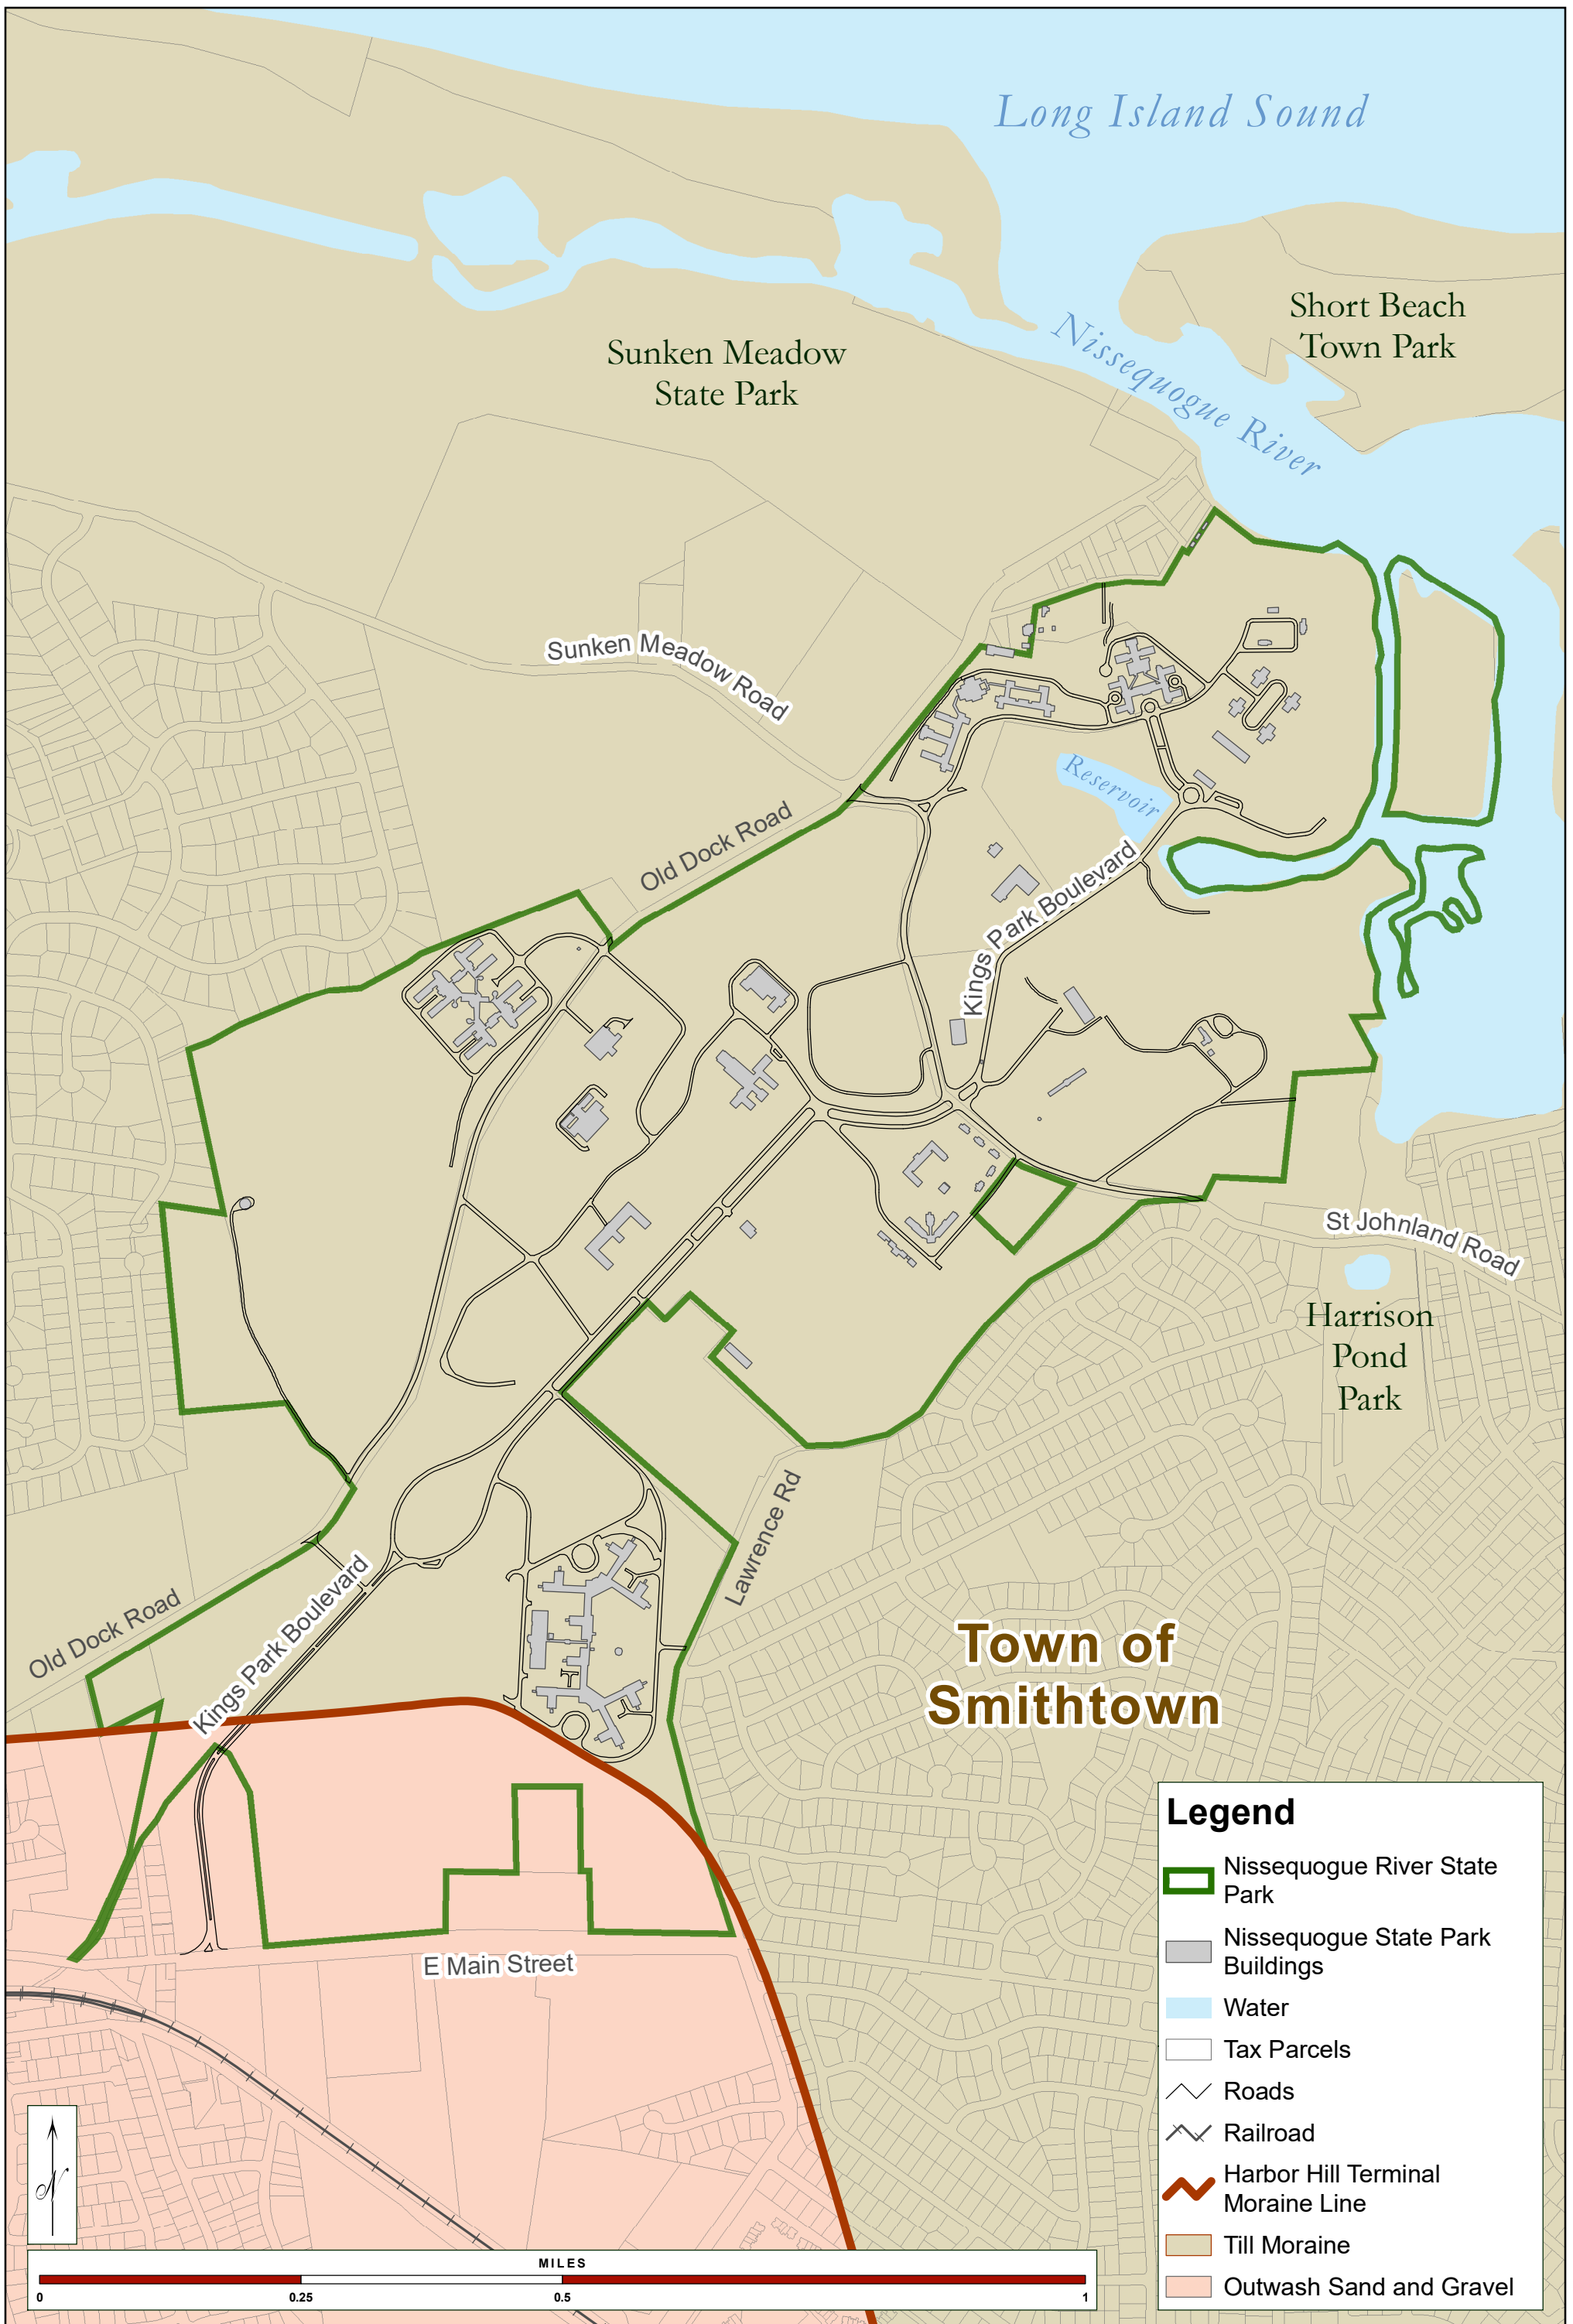 Long Island Sound
Short Beach
Town Park
Nissequogue River
Sunken Meadow
State Park
Sunken Meadow Road
Reservoir
Old Dock Road
Kings Park Boulevard
St Johnland Road
Harrison
Pond
Park
Lawrence Rd
Old Dock Road
Kings Park Boulevard
Town of
Smithtown
E Main Street
Legend
Nissequogue River State
Park
Nissequogue State Park
Buildings
Water
Tax Parcels
Roads
Railroad
Harbor Hill Terminal
Moraine Line
Till Moraine
Outwash Sand and Gravel
N
MILES
0 0.25 0.5 1